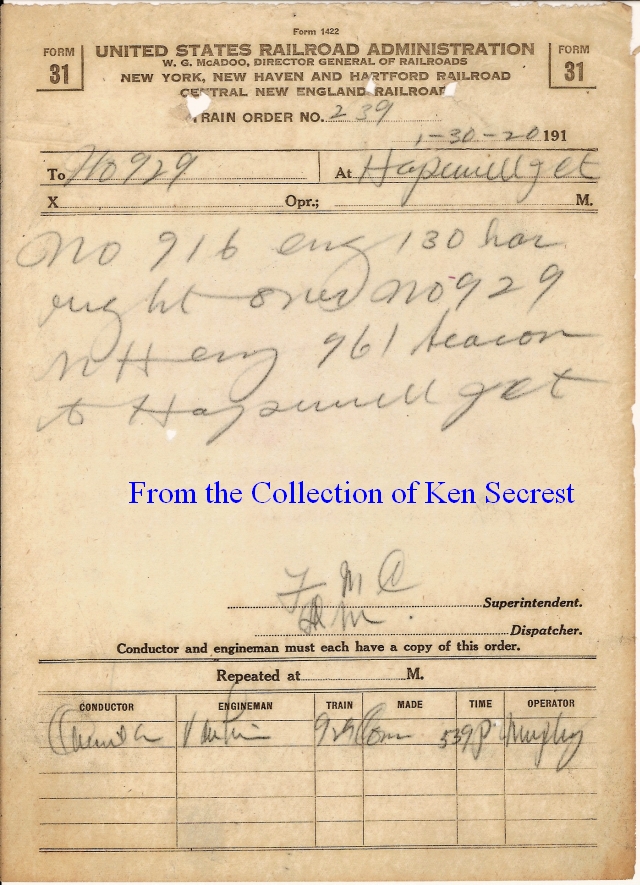 Form 1422
FORM 31
UNITED STATES RAILROAD ADMINISTRATION
FORM 31
W. G. McADOO, DIRECTOR GENERAL OF RAILROADS
NEW YORK, NEW HAVEN AND HARTFORD RAILROAD
CENTRAL NEW ENGLAND RAILROAD
TRAIN ORDER NO. 239
1-30-20 191
To No 929 At Hopewell Jct
X Opr.; M.
No 916 eng 130 has
right over No 929
N H eng 961 Beacon
to Hopewell Jct
From the Collection of Ken Secrest
Superintendent.
Dispatcher.
Conductor and engineman must each have a copy of this order.
Repeated at M.
CONDUCTOR ENGINEMAN TRAIN MADE TIME OPERATOR
929 Com 539P Murphy